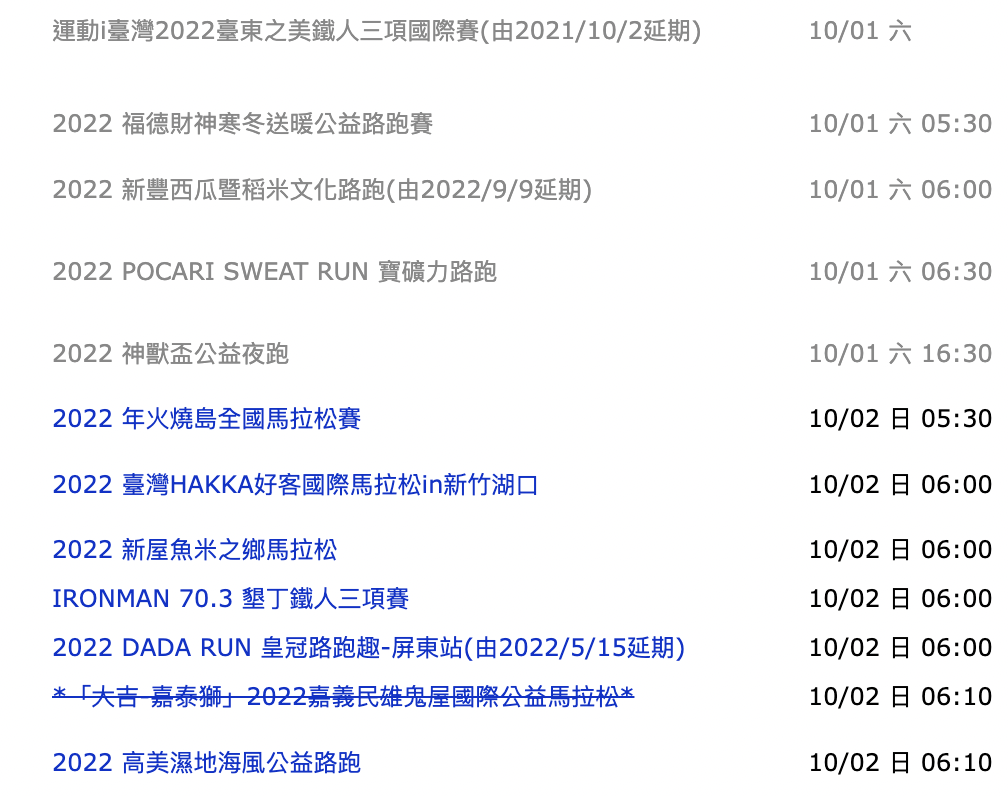 運動i臺灣2022臺東之美鐵人三項國際賽(由2021/10/2延期) 10/01 六
2022 福德財神寒冬送暖公益路跑賽 10/01 六 05:30
2022 新豐西瓜暨稻米文化路跑(由2022/9/9延期) 10/01 六 06:00
2022 POCARI SWEAT RUN 寶礦力路跑 10/01 六 06:30
2022 神獸盃公益夜跑 10/01 六 16:30
2022 年火燒島全國馬拉松賽 10/02 日 05:30
2022 臺灣HAKKA好客國際馬拉松in新竹湖口 10/02 日 06:00
2022 新屋魚米之鄉馬拉松 10/02 日 06:00
IRONMAN 70.3 墾丁鐵人三項賽 10/02 日 06:00
2022 DADA RUN 皇冠路跑趣-屏東站(由2022/5/15延期) 10/02 日 06:00
*「大吉-嘉泰獅」2022嘉義民雄鬼屋國際公益馬拉松* 10/02 日 06:10
2022 高美濕地海風公益路跑 10/02 日 06:10